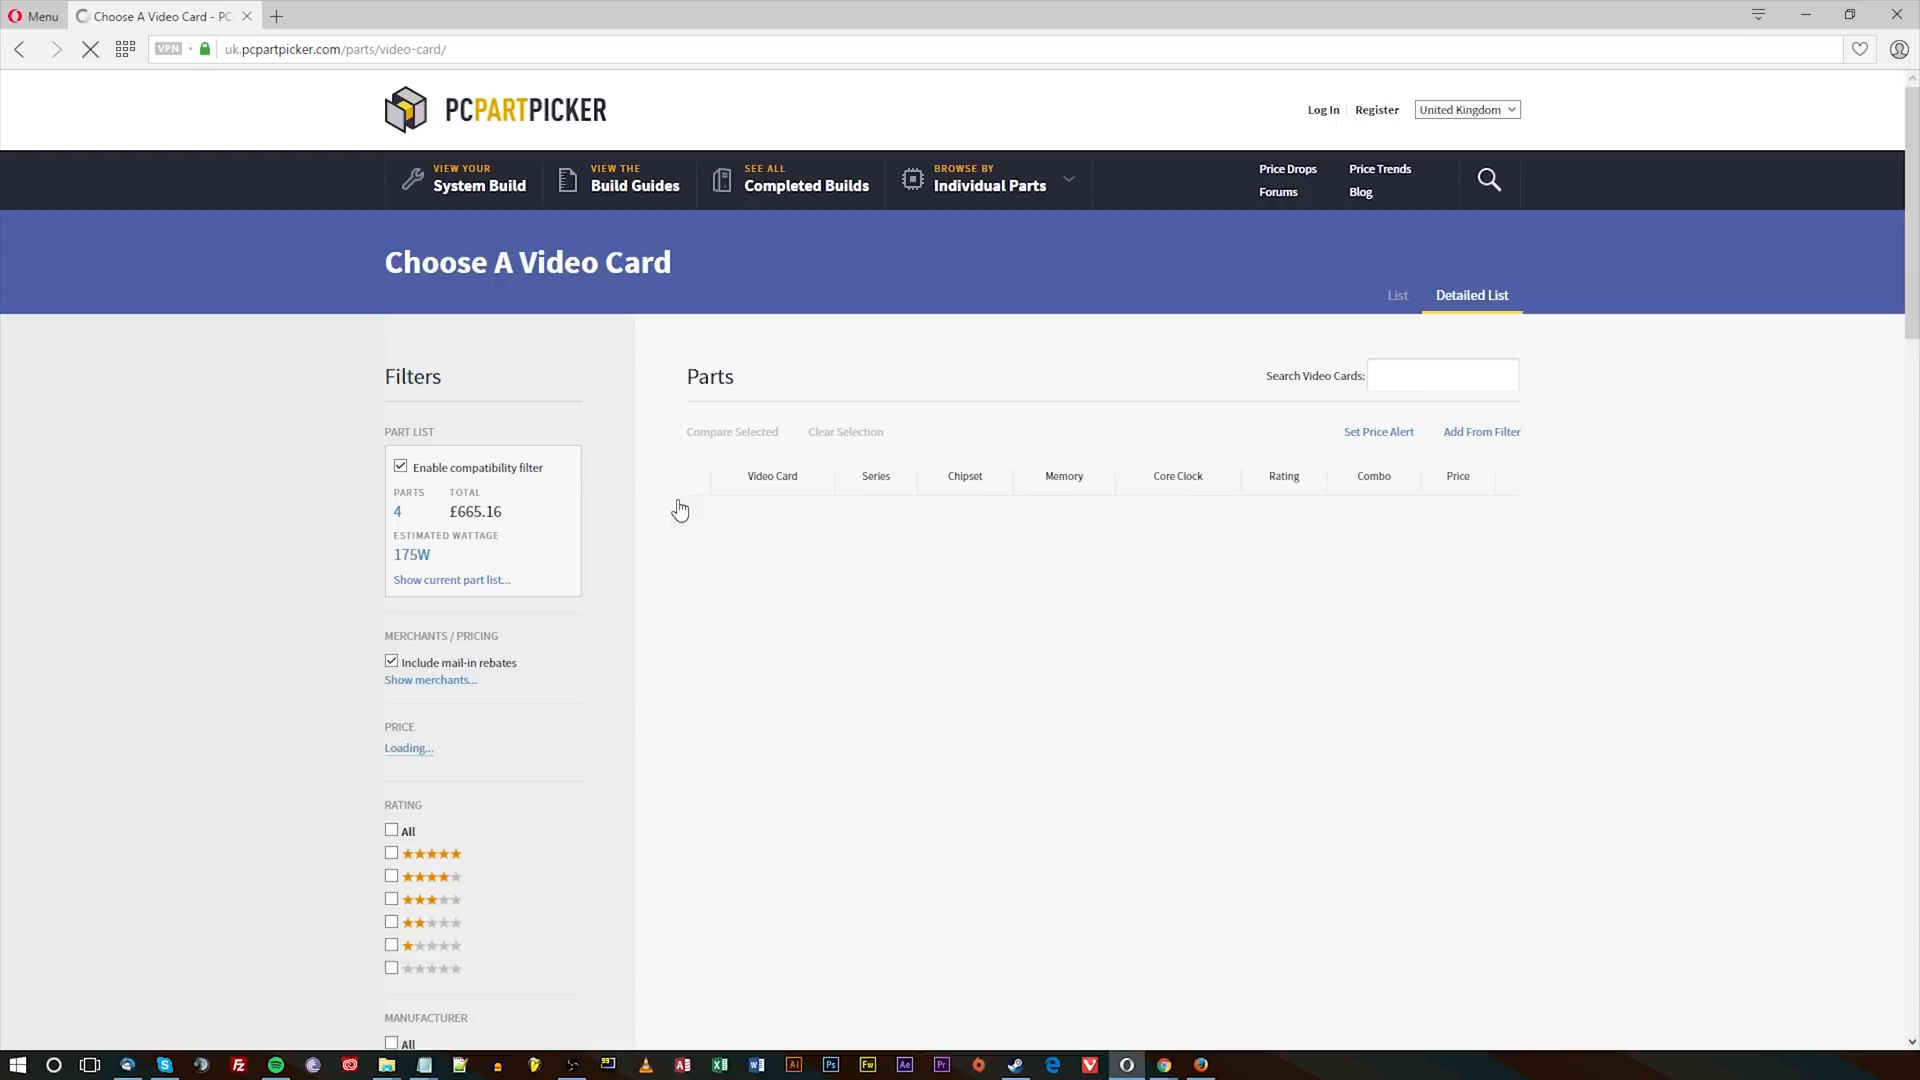 Menu
Choose A Video Card - PC
VPN
uk.pcpartpicker.com/parts/video-card/
PCPARTPICKER
Log In
Register
United Kingdom
VIEW YOUR
System Build
VIEW THE
Build Guides
SEE ALL
Completed Builds
BROWSE BY
Individual Parts
Price Drops
Price Trends
Forums
Blog
Choose A Video Card
List
Detailed List
Filters
Parts
Search Video Cards:
PART LIST
Compare Selected
Clear Selection
Set Price Alert
Add From Filter
Enable compatibility filter
Video Card
Series
Chipset
Memory
Core Clock
Rating
Combo
Price
PARTS
TOTAL
4
£665.16
ESTIMATED WATTAGE
175W
Show current part list...
MERCHANTS / PRICING
Include mail-in rebates
Show merchants...
PRICE
Loading...
RATING
All
MANUFACTURER
All